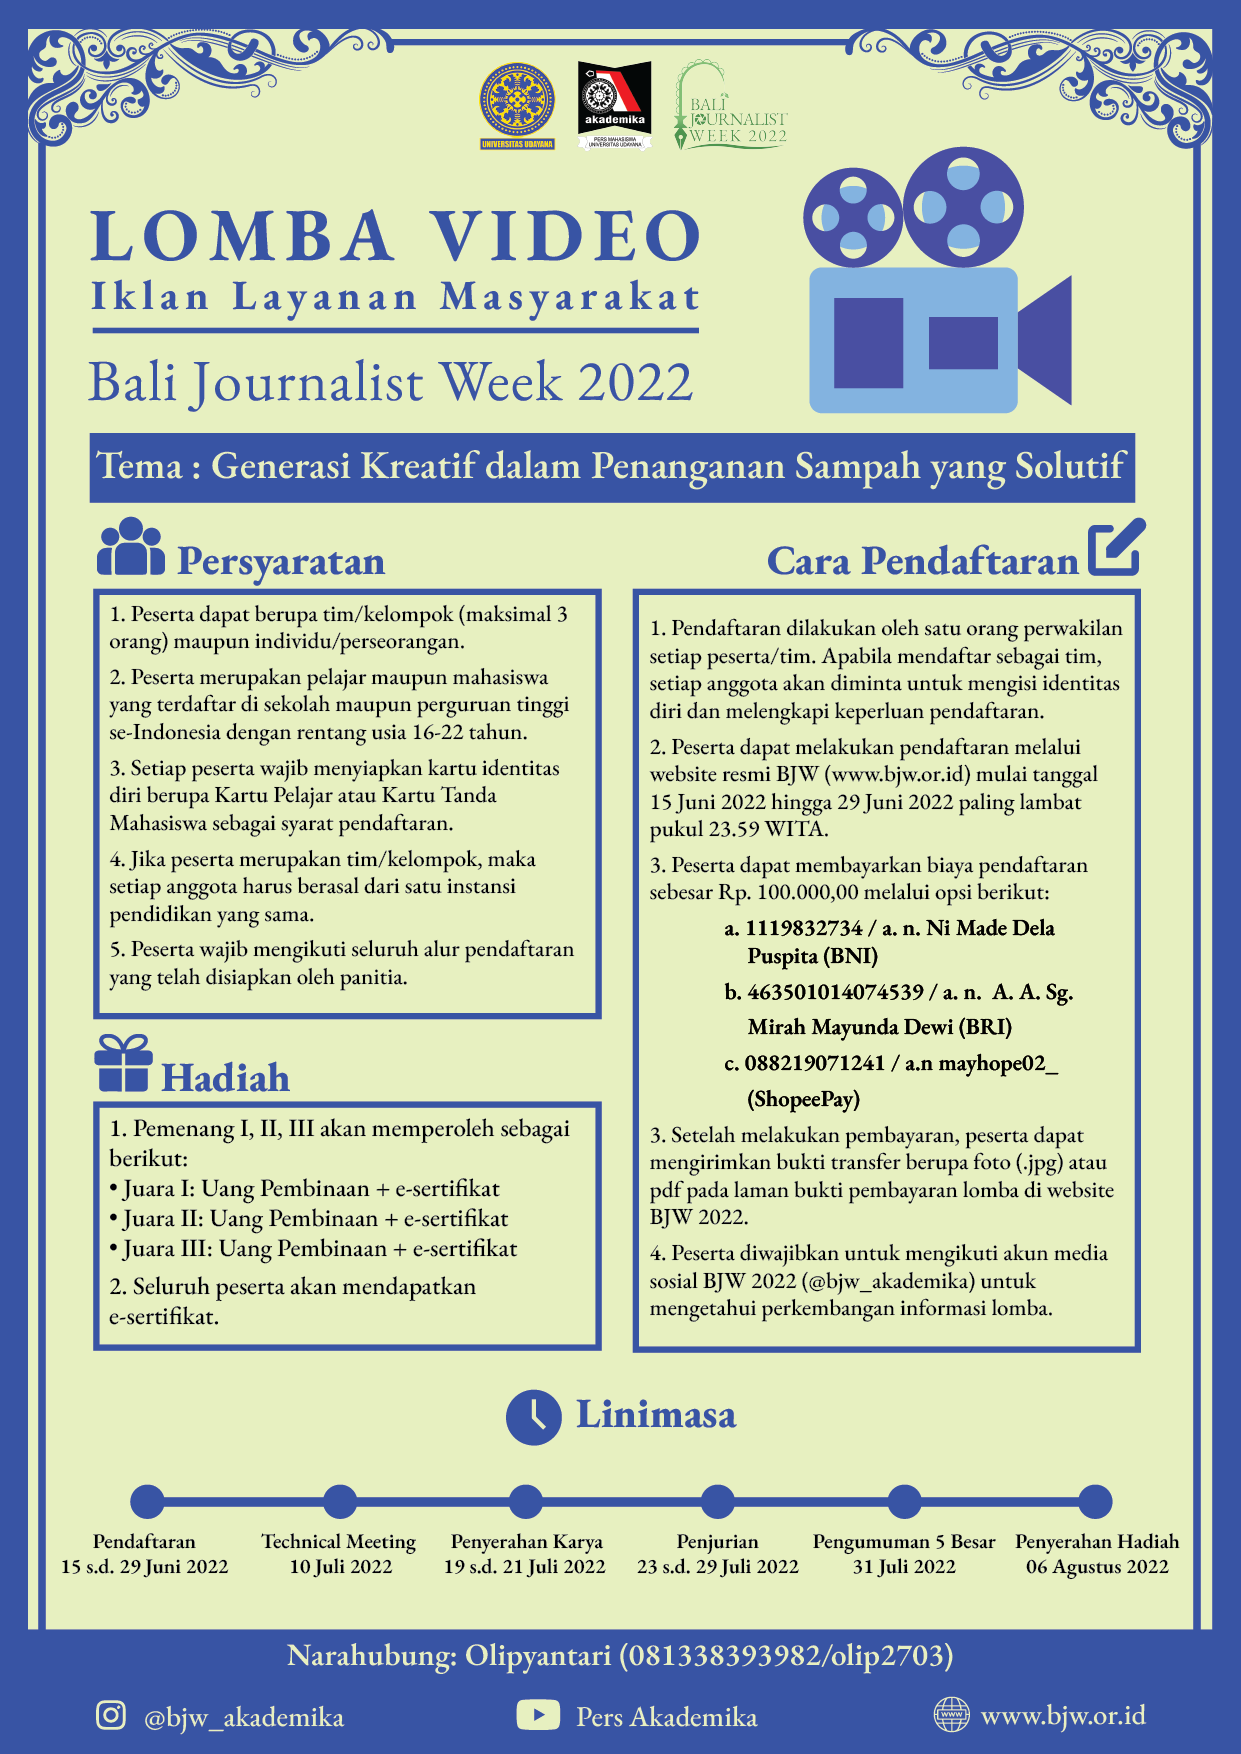 UNIVERSITAS UDAYANA
akademika
PERS MAHASISWA
UNIVERSITAS UDAYANA
BALI
JOURNALIST
WEEK 2022
LOMBA VIDEO
Iklan Layanan Masyarakat
Bali Journalist Week 2022
Tema : Generasi Kreatif dalam Penanganan Sampah yang Solutif
Persyaratan
1. Peserta dapat berupa tim/kelompok (maksimal 3
orang) maupun individu/perseorangan.
2. Peserta merupakan pelajar maupun mahasiswa
yang terdaftar di sekolah maupun perguruan tinggi
se-Indonesia dengan rentang usia 16-22 tahun.
3. Setiap peserta wajib menyiapkan kartu identitas
diri berupa Kartu Pelajar atau Kartu Tanda
Mahasiswa sebagai syarat pendaftaran.
4. Jika peserta merupakan tim/kelompok, maka
setiap anggota harus berasal dari satu instansi
pendidikan yang sama.
5. Peserta wajib mengikuti seluruh alur pendaftaran
yang telah disiapkan oleh panitia.
Hadiah
1. Pemenang I, II, III akan memperoleh sebagai
berikut:
• Juara I: Uang Pembinaan + e-sertifikat
• Juara II: Uang Pembinaan + e-sertifikat
• Juara III: Uang Pembinaan + e-sertifikat
2. Seluruh peserta akan mendapatkan
e-sertifikat.
Cara Pendaftaran
1. Pendaftaran dilakukan oleh satu orang perwakilan
setiap peserta/tim. Apabila mendaftar sebagai tim,
setiap anggota akan diminta untuk mengisi identitas
diri dan melengkapi keperluan pendaftaran.
2. Peserta dapat melakukan pendaftaran melalui
website resmi BJW (www.bjw.or.id) mulai tanggal
15 Juni 2022 hingga 29 Juni 2022 paling lambat
pukul 23.59 WITA.
3. Peserta dapat membayarkan biaya pendaftaran
sebesar Rp. 100.000,00 melalui opsi berikut:
a. 1119832734 / a. n. Ni Made Dela
Puspita (BNI)
b. 463501014074539 / a. n. A. A. Sg.
Mirah Mayunda Dewi (BRI)
c. 088219071241 / a.n mayhope02_
(ShopeePay)
3. Setelah melakukan pembayaran, peserta dapat
mengirimkan bukti transfer berupa foto (.jpg) atau
pdf pada laman bukti pembayaran lomba di website
BJW 2022.
4. Peserta diwajibkan untuk mengikuti akun media
sosial BJW 2022 (@bjw_akademika) untuk
mengetahui perkembangan informasi lomba.
Linimasa
Pendaftaran
15 s.d. 29 Juni 2022
Technical Meeting
10 Juli 2022
Penyerahan Karya
19 s.d. 21 Juli 2022
Penjurian
23 s.d. 29 Juli 2022
Pengumuman 5 Besar
31 Juli 2022
Penyerahan Hadiah
06 Agustus 2022
Narahubung: Olipyantari (081338393982/olip2703)
@bjw_akademika
Pers Akademika
www
www.bjw.or.id